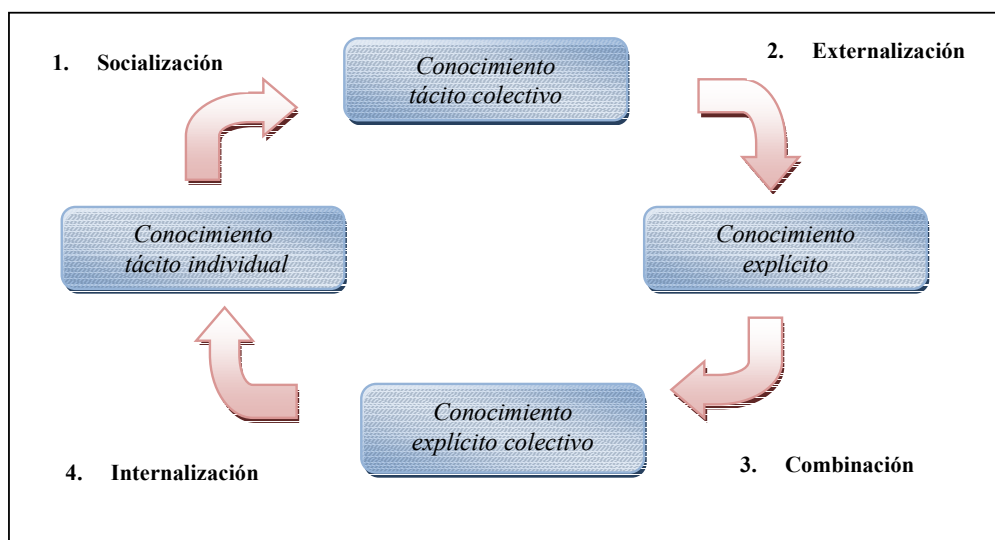 1. Socialización
Conocimiento
tácito colectivo
2. Externalización
Conocimiento
tácito individual
Conocimiento
explícito
Conocimiento
explícito colectivo
4. Internalización
3. Combinación